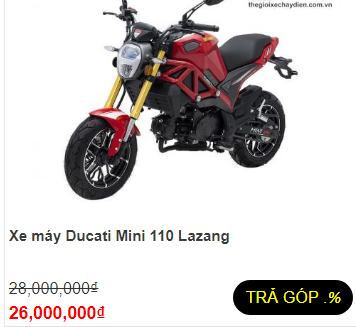 thegioixechaydien.com.vn
Xe máy Ducati Mini 110 Lazang
28,000,000₫
26,000,000₫
TRẢ GÓP .%